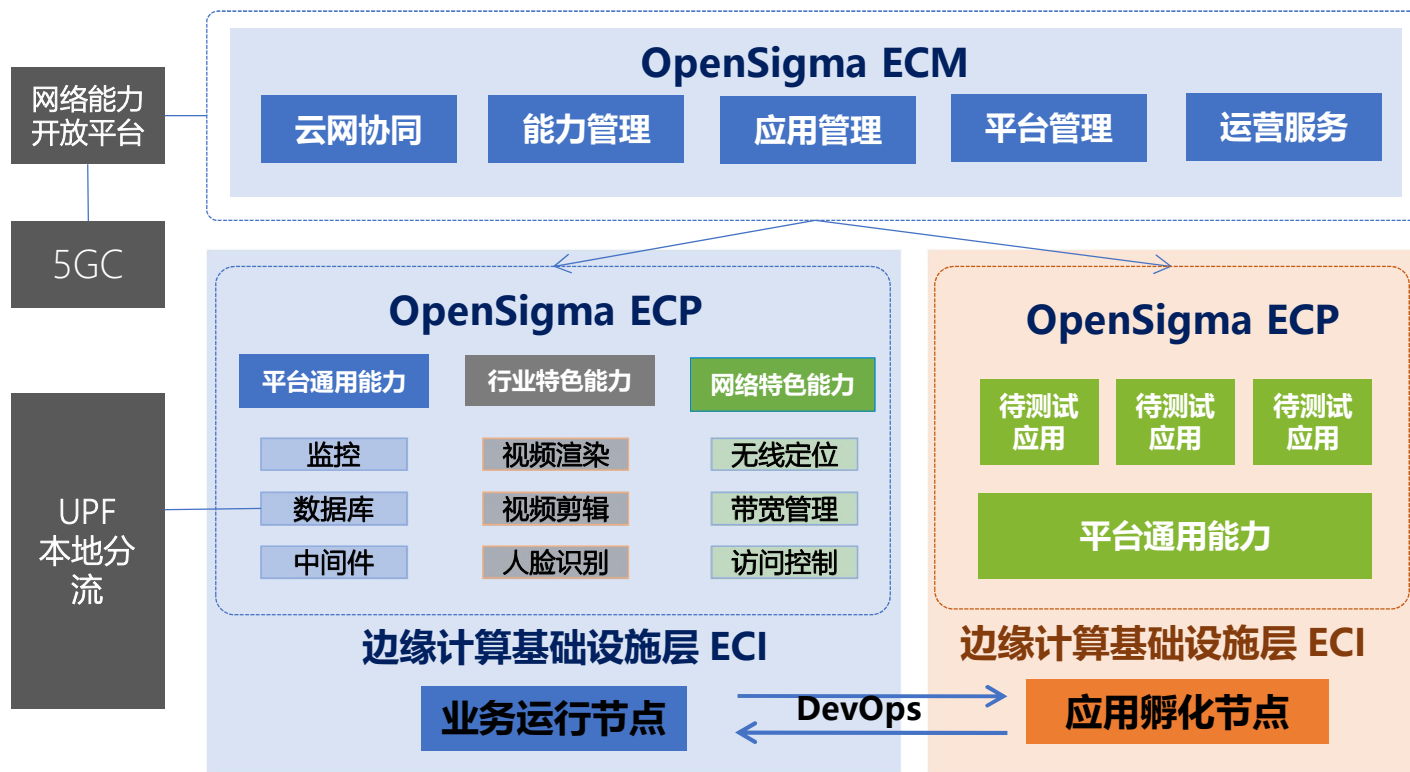 OpenSigma ECM
网络能力
开放平台
云网协同
能力管理
应用管理
平台管理
运营服务
5GC
OpenSigma ECP
平台通用能力
行业特色能力
网络特色能力
监控
视频渲染
无线定位
数据库
视频剪辑
带宽管理
中间件
人脸识别
访问控制
UPF
本地分
流
边缘计算基础设施层 ECI
业务运行节点
DevOps
OpenSigma ECP
待测试
应用
待测试
应用
待测试
应用
平台通用能力
边缘计算基础设施层 ECI
应用孵化节点